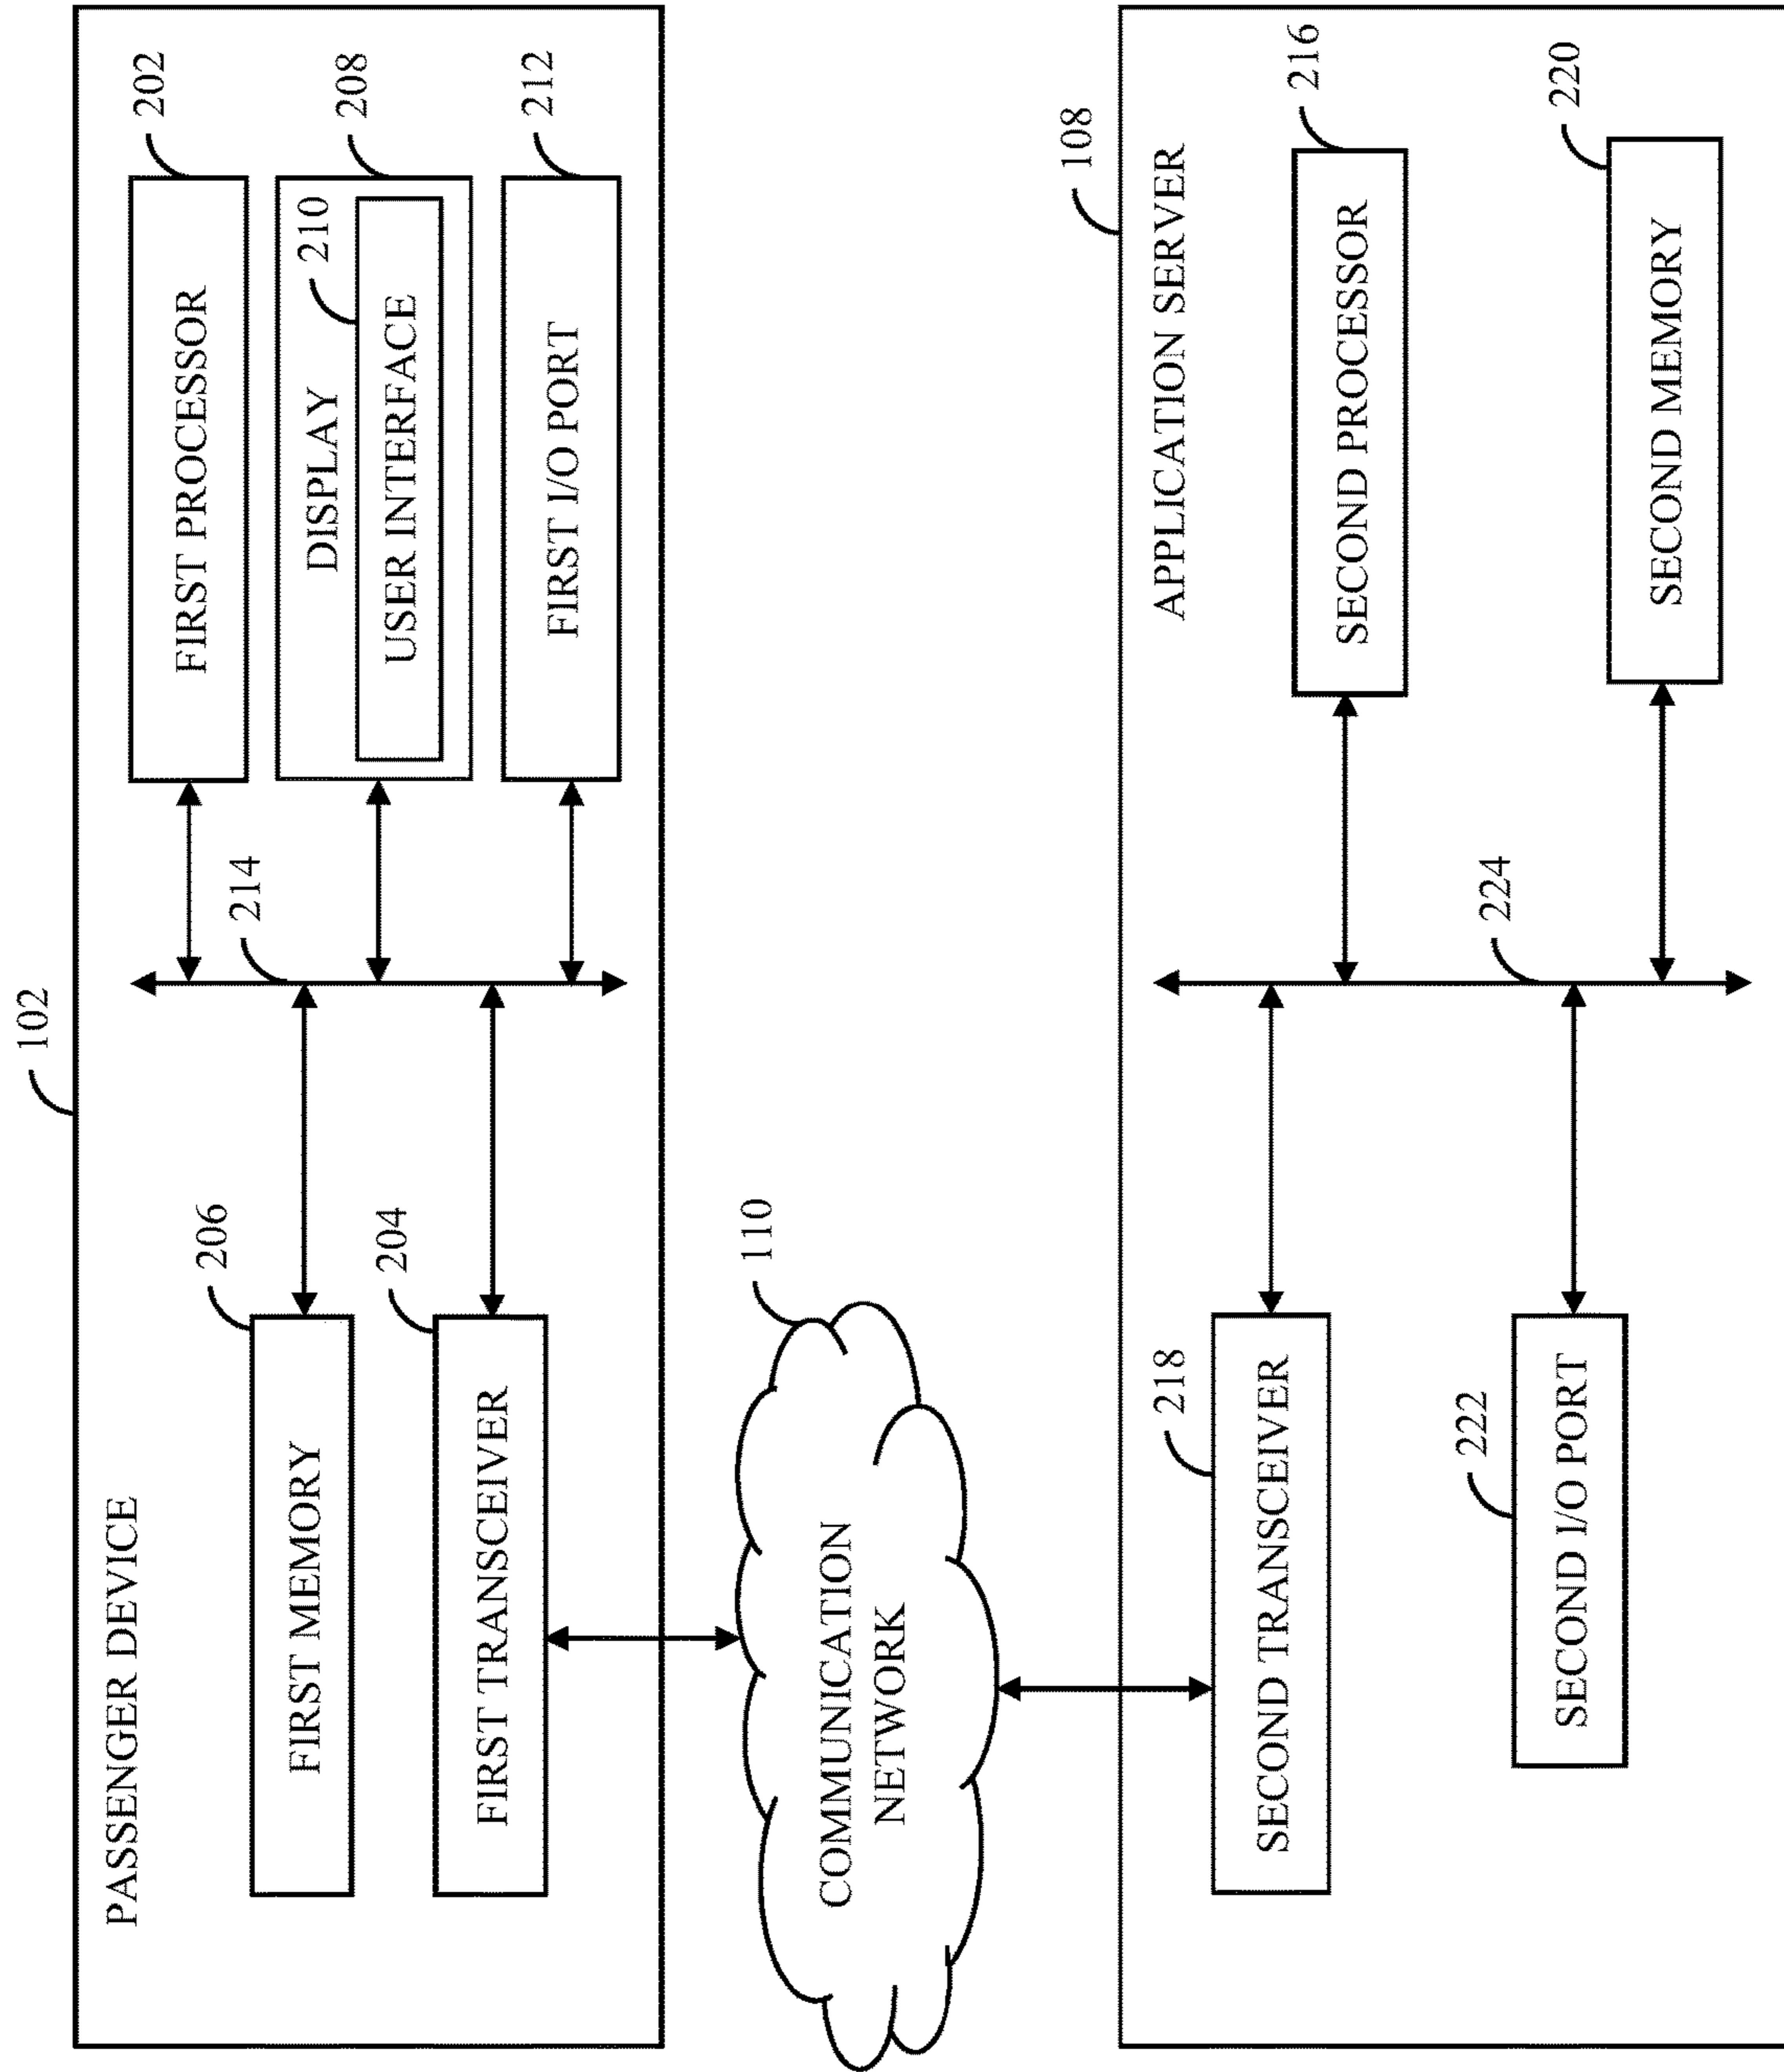 102
PASSENGER DEVICE
206
FIRST MEMORY
204
FIRST TRANSCEIVER
214
202
FIRST PROCESSOR
208
DISPLAY
210
USER INTERFACE
212
FIRST I/O PORT
110
COMMUNICATION
NETWORK
108
APPLICATION SERVER
218
SECOND TRANSCEIVER
216
SECOND PROCESSOR
222
SECOND I/O PORT
224
220
SECOND MEMORY